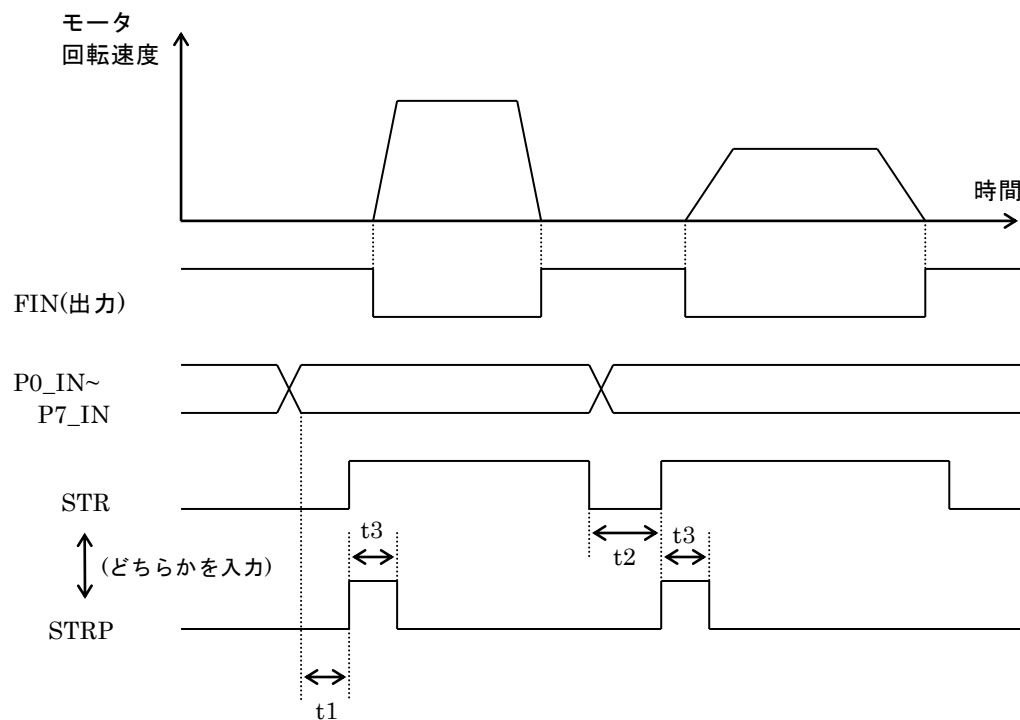 モータ
回転速度
時間
FIN(出力)
P0_IN~
P7_IN
STR
t3
t2
t3
(どちらかを入力)
STRP
t1